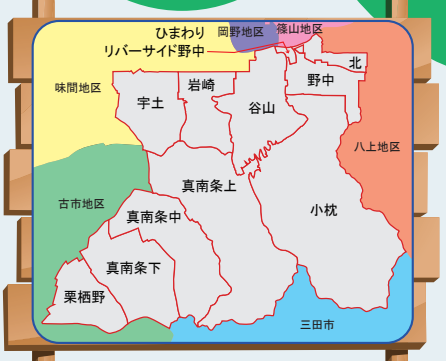 ひまわり
岡野地区
篠山地区
リバーサイド野中
北
味間地区
岩崎
野中
宇土
谷山
八上地区
真南条上
古市地区
小枕
真南条中
真南条下
栗栖野
三田市